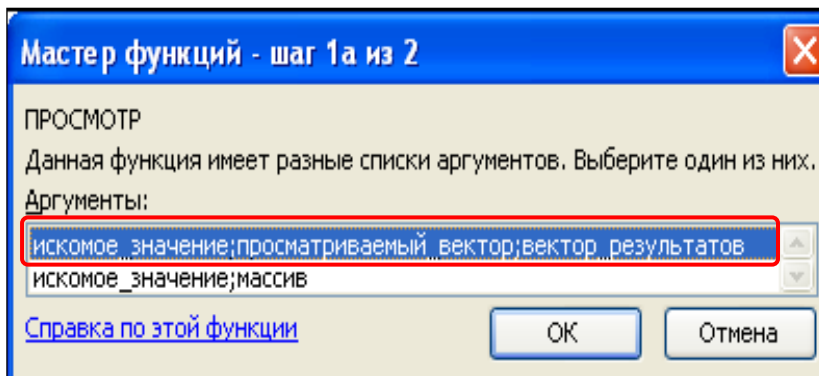 Мастер функций - шаг 1а из 2
ПРОСМОТР
Данная функция имеет разные списки аргументов. Выберите один из них.
Аргументы:
искомое_значение;просматриваемый_вектор;вектор_результатов
искомое_значение;массив
Справка по этой функции
ОК
Отмена